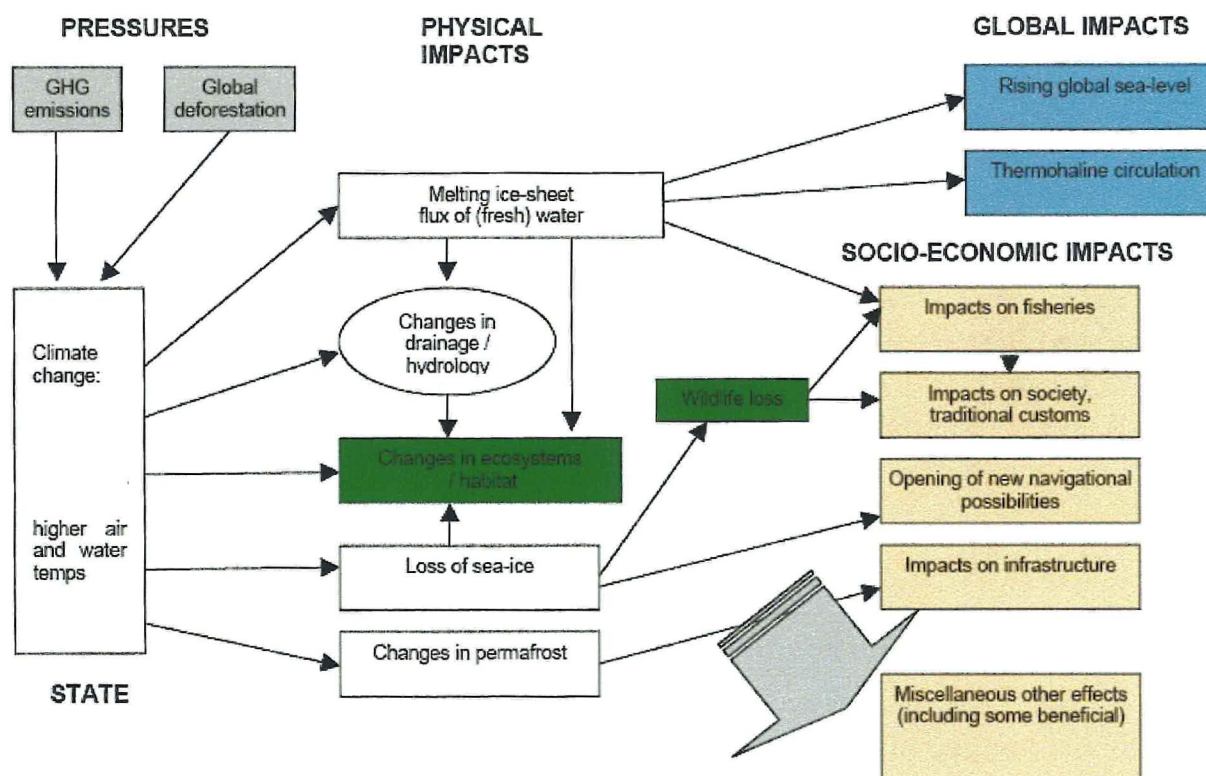 PRESSURES
PHYSICAL
IMPACTS
GLOBAL IMPACTS
GHG
emissions
Global
deforestation
Rising global sea-level
Thermohaline circulation
Melting ice-sheet
flux of (fresh) water
SOCIO-ECONOMIC IMPACTS
Impacts on fisheries
Changes in
drainage /
hydrology
Climate
change:
higher air
and water
temps
Wildlife loss
Impacts on society,
traditional customs
Changes in ecosystems
/ habitat
Opening of new navigational
possibilities
Loss of sea-ice
Impacts on infrastructure
Changes in permafrost
STATE
Miscellaneous other effects
(including some beneficial)